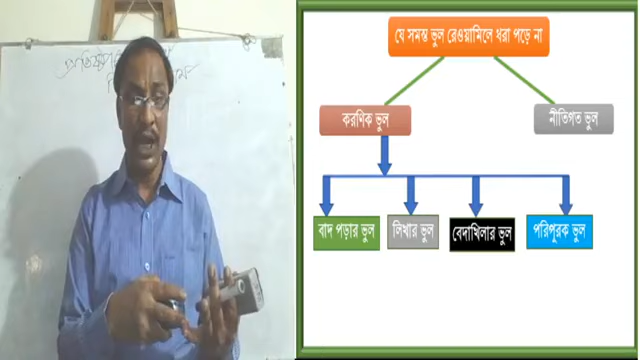 যে সমস্ত ভুল রেওয়ামিলে ধরা পড়ে না
করণিক ভুল
নীতিগত ভুল
বাদ পড়ার ভুল
লিখার ভুল
বেদাখিলার ভুল
পরিপূরক ভুল